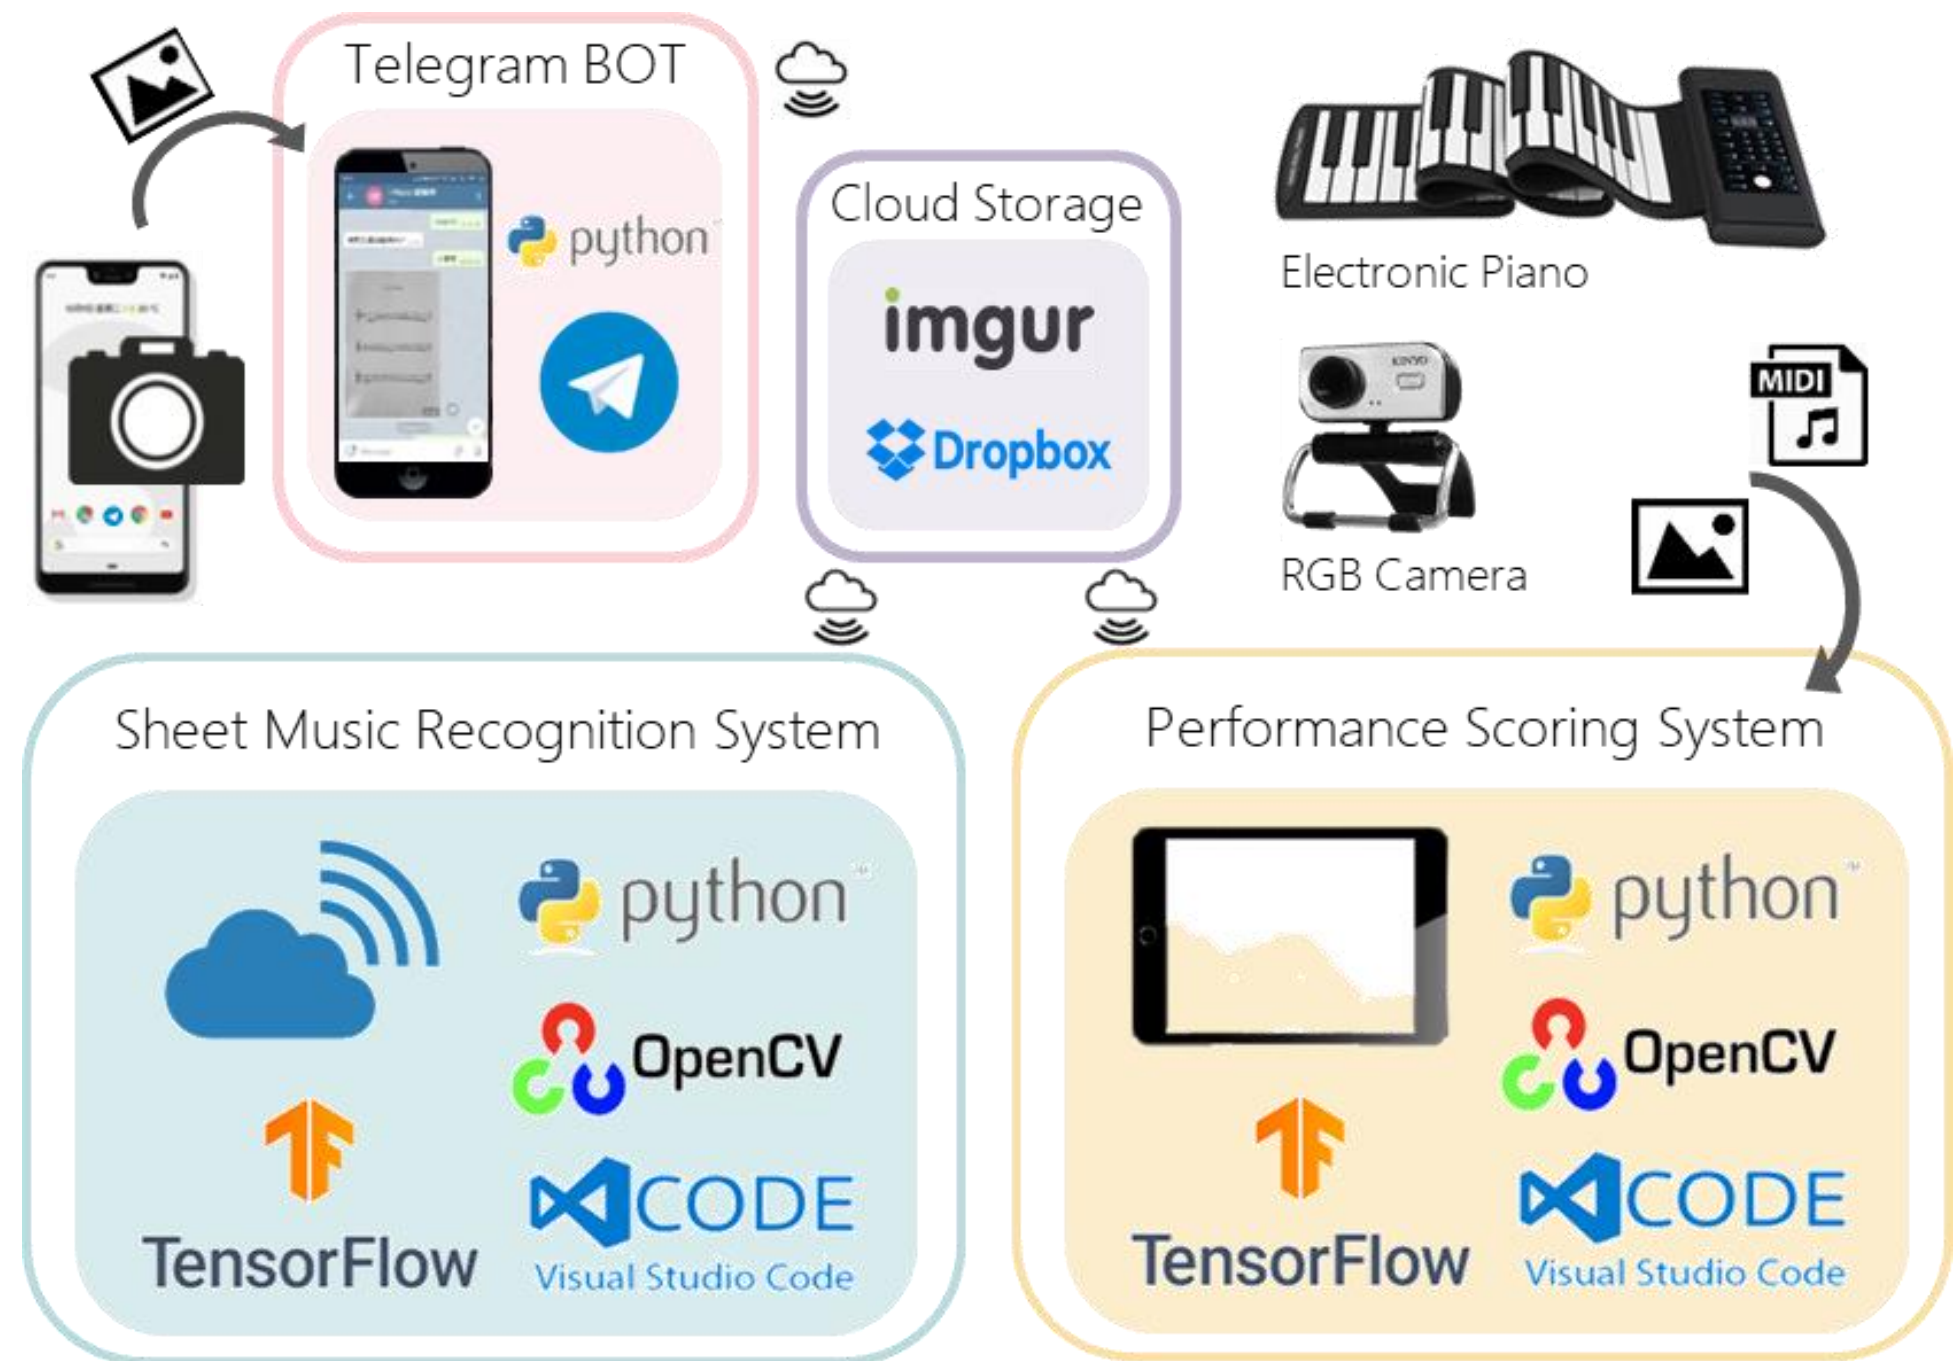 Telegram BOT
python
Cloud Storage
imgur
Dropbox
Electronic Piano
KINYO
RGB Camera
MIDI
Sheet Music Recognition System
python
OpenCV
TensorFlow
CODE
Visual Studio Code
Performance Scoring System
python
OpenCV
TensorFlow
CODE
Visual Studio Code